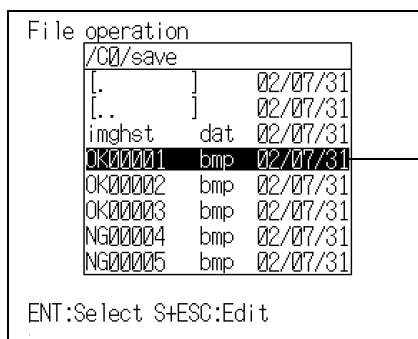 File operation
/C0/save
[. ] 02/07/31
[.. ] 02/07/31
imghst dat 02/07/31
OK00001 bmp 02/07/31
OK00002 bmp 02/07/31
OK00003 bmp 02/07/31
NG00004 bmp 02/07/31
NG00005 bmp 02/07/31
ENT:Select S+ESC:Edit